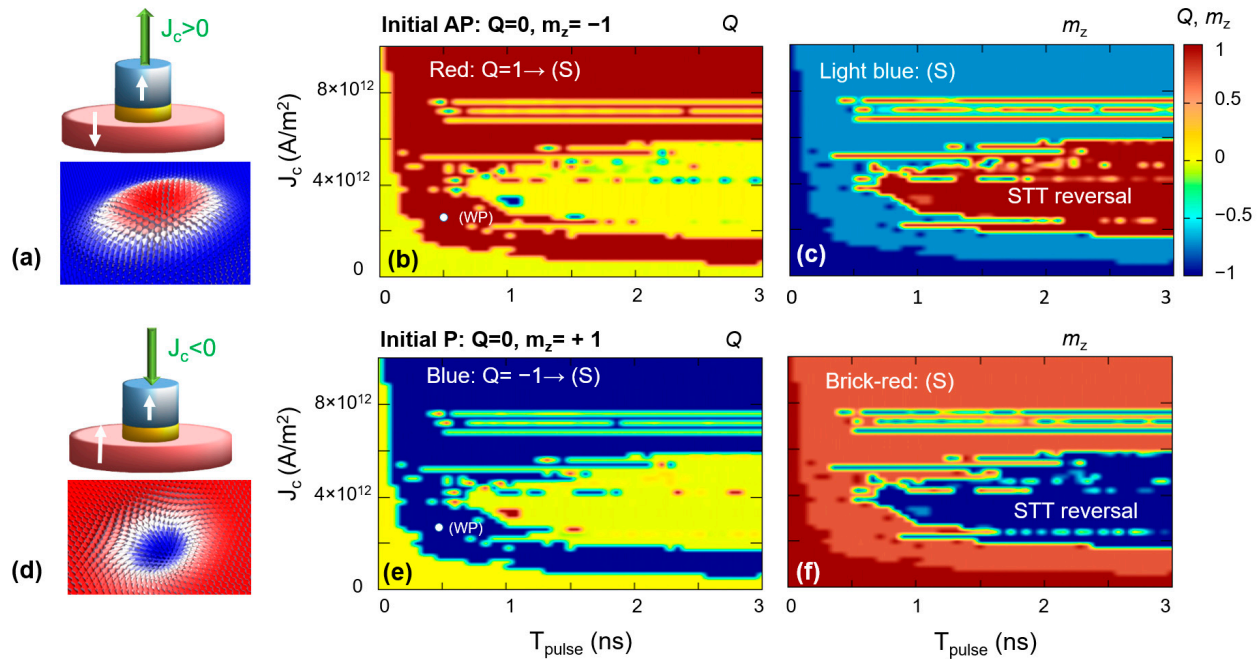 J_c>0
(a)
Initial AP: Q=0, m_z= −1
Q
Red: Q=1→ (S)
8×10^12
4×10^12
0
J_c (A/m^2)
(WP)
(b)
0
1
2
3
m_z
Light blue: (S)
STT reversal
(c)
0
1
2
3
Q, m_z
1
0.5
0
−0.5
−1
J_c<0
(d)
Initial P: Q=0, m_z= + 1
Q
Blue: Q= −1→ (S)
8×10^12
4×10^12
0
J_c (A/m^2)
(WP)
(e)
0
1
2
3
T_pulse (ns)
m_z
Brick-red: (S)
STT reversal
(f)
0
1
2
3
T_pulse (ns)